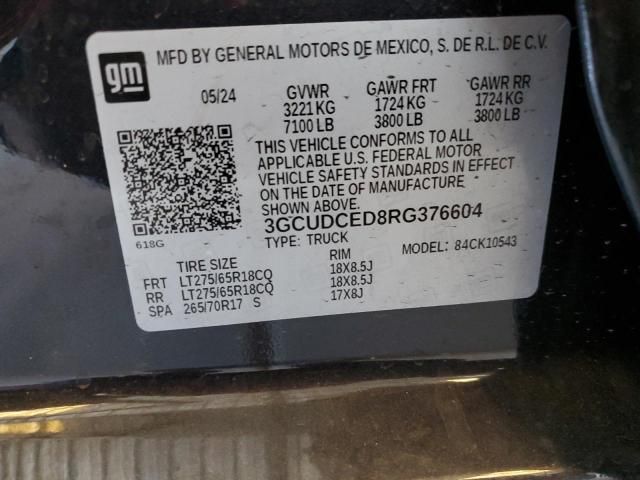 gm
MFD BY GENERAL MOTORS DE MEXICO, S. DE R.L. DE C.V.
05/24 GVWR GAWR FRT GAWR RR
3221 KG 1724 KG 1724 KG
7100 LB 3800 LB 3800 LB
THIS VEHICLE CONFORMS TO ALL
APPLICABLE U.S. FEDERAL MOTOR
VEHICLE SAFETY STANDARDS IN EFFECT
ON THE DATE OF MANUFACTURE
SHOWN ABOVE.
3GCUDCED8RG376604
618G
TYPE: TRUCK MODEL: 84CK10543
TIRE SIZE RIM
FRT LT275/65R18CQ 18X8.5J
RR LT275/65R18CQ 18X8.5J
SPA 265/70R17 S 17X8J